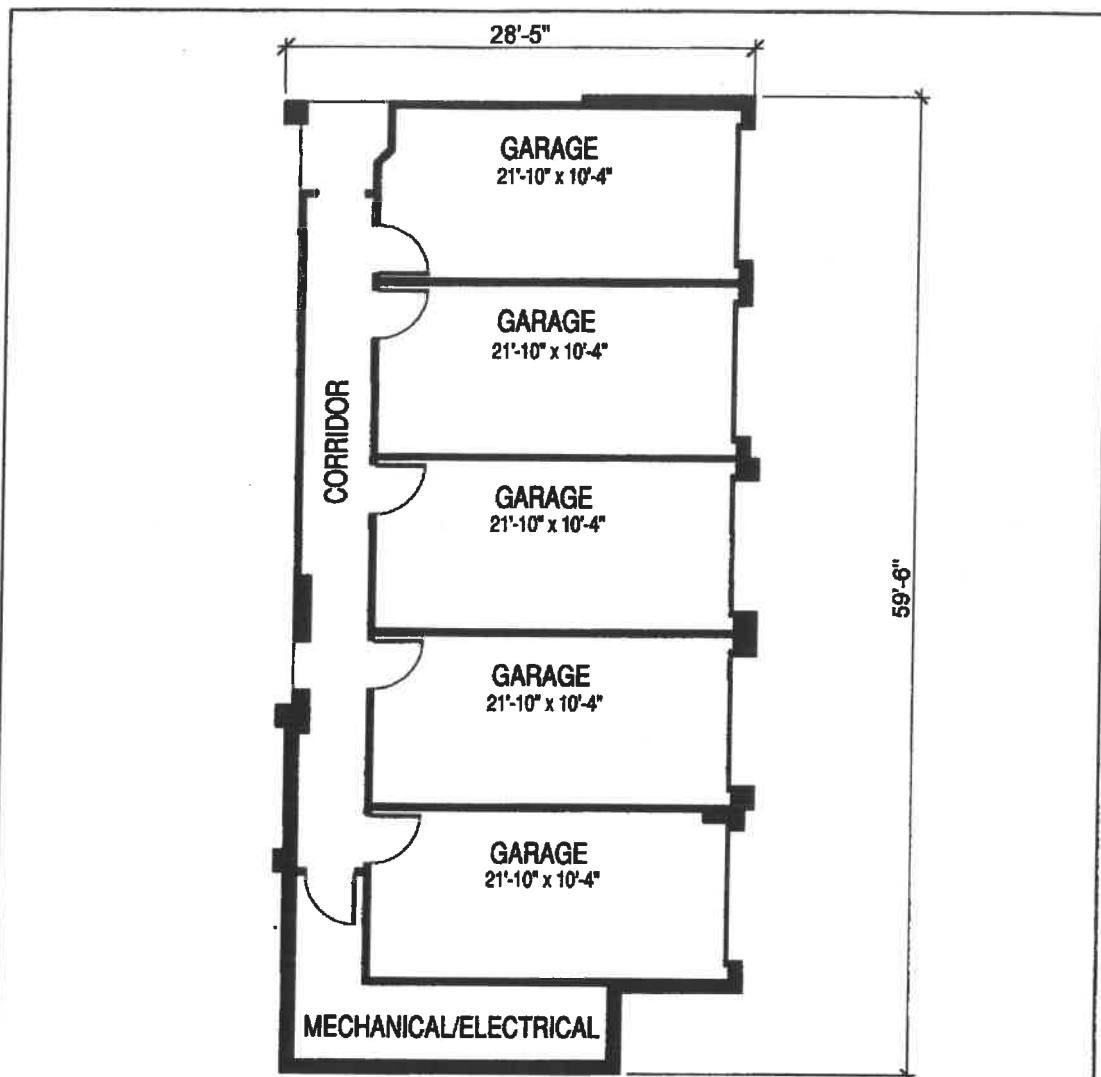 28'-5"
GARAGE
21'-10" x 10'-4"
GARAGE
21'-10" x 10'-4"
CORRIDOR
GARAGE
21'-10" x 10'-4"
59'-6"
GARAGE
21'-10" x 10'-4"
GARAGE
21'-10" x 10'-4"
MECHANICAL/ELECTRICAL